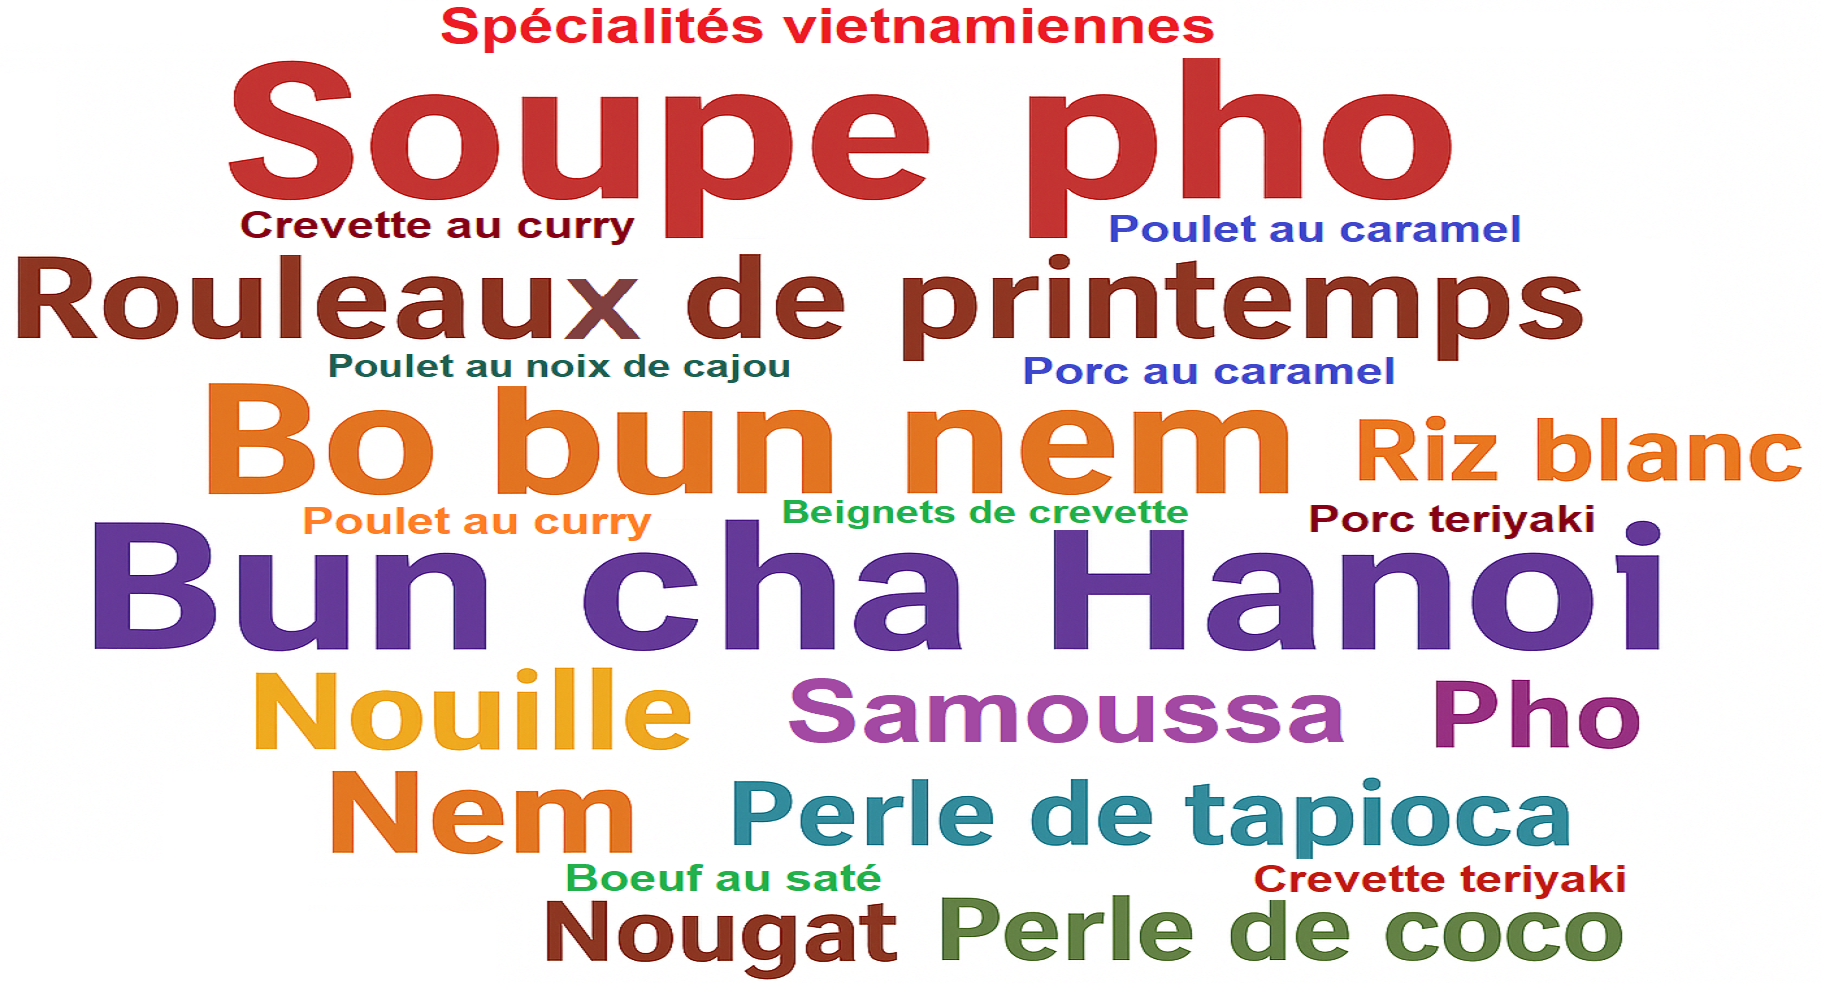 Spécialités vietnamiennes
Soupe pho
Crevette au curry
Poulet au caramel
Rouleaux de printemps
Poulet au noix de cajou
Porc au caramel
Bo bun nem
Riz blanc
Poulet au curry
Beignets de crevette
Porc teriyaki
Bun cha Hanoi
Nouille
Samoussa
Pho
Nem
Perle de tapioca
Boeuf au saté
Crevette teriyaki
Nougat
Perle de coco